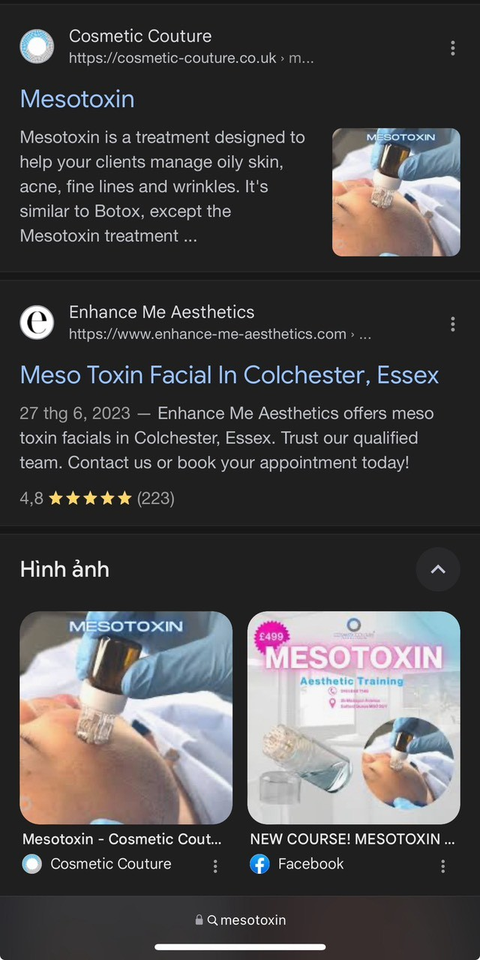 Cosmetic Couture
https://cosmetic-couture.co.uk › m...
Mesotoxin
Mesotoxin is a treatment designed to
help your clients manage oily skin,
acne, fine lines and wrinkles. It's
similar to Botox, except the
Mesotoxin treatment ...
MESOTOXIN
e
Enhance Me Aesthetics
https://www.enhance-me-aesthetics.com › ...
Meso Toxin Facial In Colchester, Essex
27 thg 6, 2023 — Enhance Me Aesthetics offers meso
toxin facials in Colchester, Essex. Trust our qualified
team. Contact us or book your appointment today!
4,8 ★★★★★ (223)
Hình ảnh
MESOTOXIN
£499
MESOTOXIN
Aesthetic Training
Mesotoxin - Cosmetic Cout...
Cosmetic Couture
NEW COURSE! MESOTOXIN ...
Facebook
mesotoxin